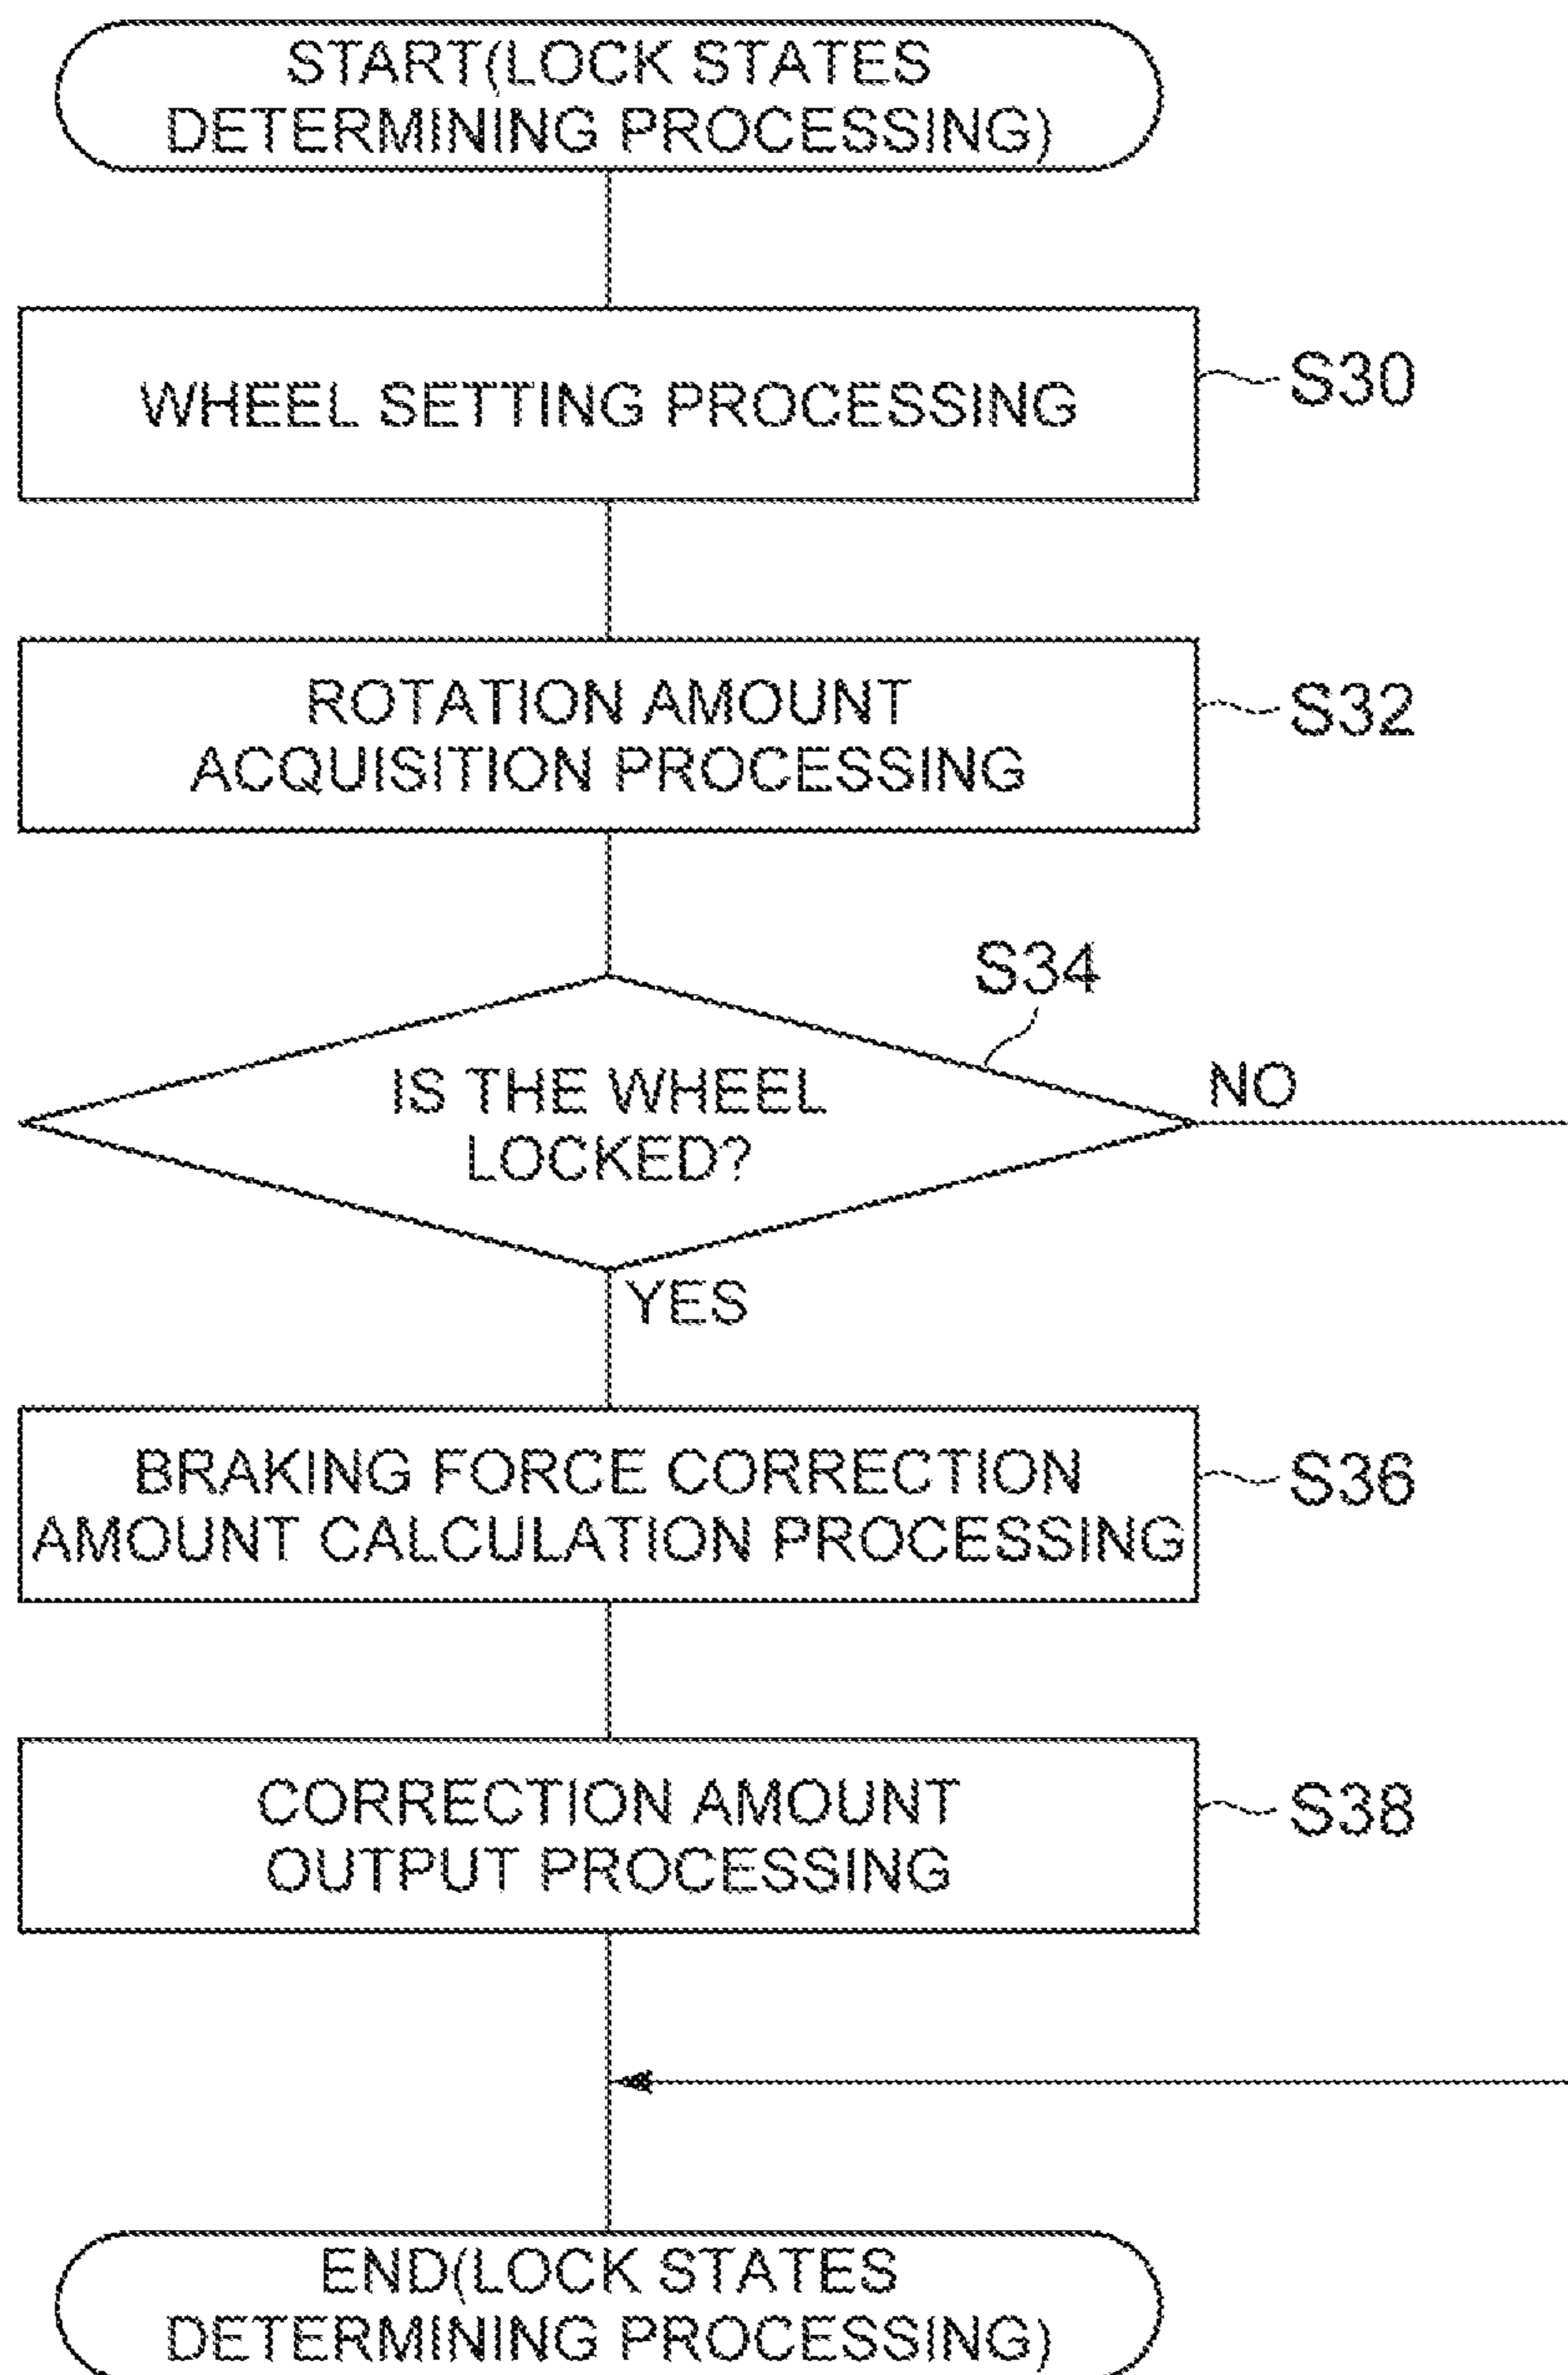 START(LOCK STATES
DETERMINING PROCESSING)
WHEEL SETTING PROCESSING
S30
ROTATION AMOUNT
ACQUISITION PROCESSING
S32
S34
IS THE WHEEL
LOCKED?
NO
YES
BRAKING FORCE CORRECTION
AMOUNT CALCULATION PROCESSING
S36
CORRECTION AMOUNT
OUTPUT PROCESSING
S38
END(LOCK STATES
DETERMINING PROCESSING)